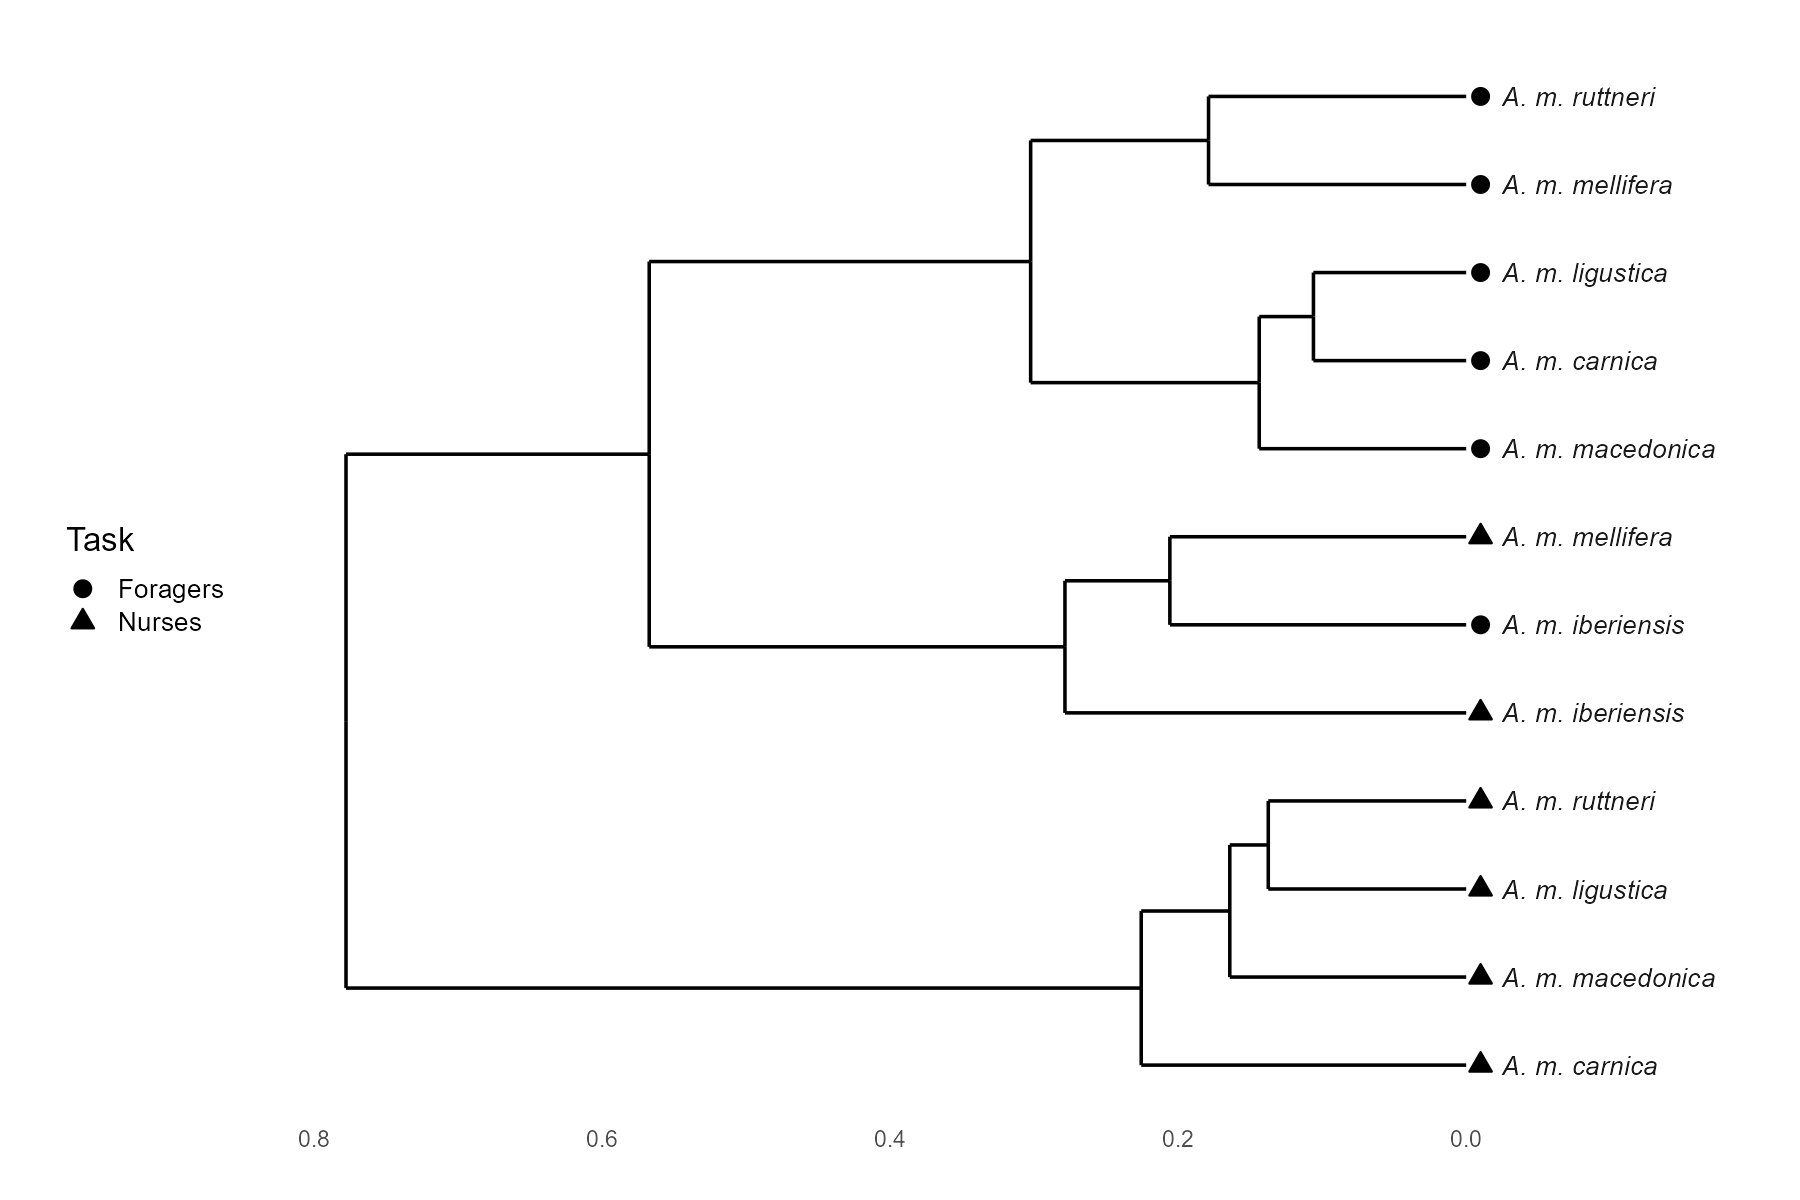 A. m. ruttneri
A. m. mellifera
A. m. ligustica
A. m. carnica
A. m. macedonica
A. m. mellifera
A. m. iberiensis
A. m. iberiensis
A. m. ruttneri
A. m. ligustica
A. m. macedonica
A. m. carnica
Task
Foragers
Nurses
0.8 0.6 0.4 0.2 0.0